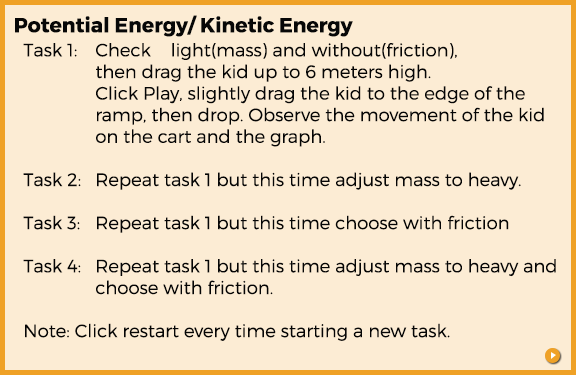 Potential Energy/ Kinetic Energy
Task 1: Check light(mass) and without(friction),
then drag the kid up to 6 meters high.
Click Play, slightly drag the kid to the edge of the
ramp, then drop. Observe the movement of the kid
on the cart and the graph.
Task 2: Repeat task 1 but this time adjust mass to heavy.
Task 3: Repeat task 1 but this time choose with friction
Task 4: Repeat task 1 but this time adjust mass to heavy and
choose with friction.
Note: Click restart every time starting a new task.